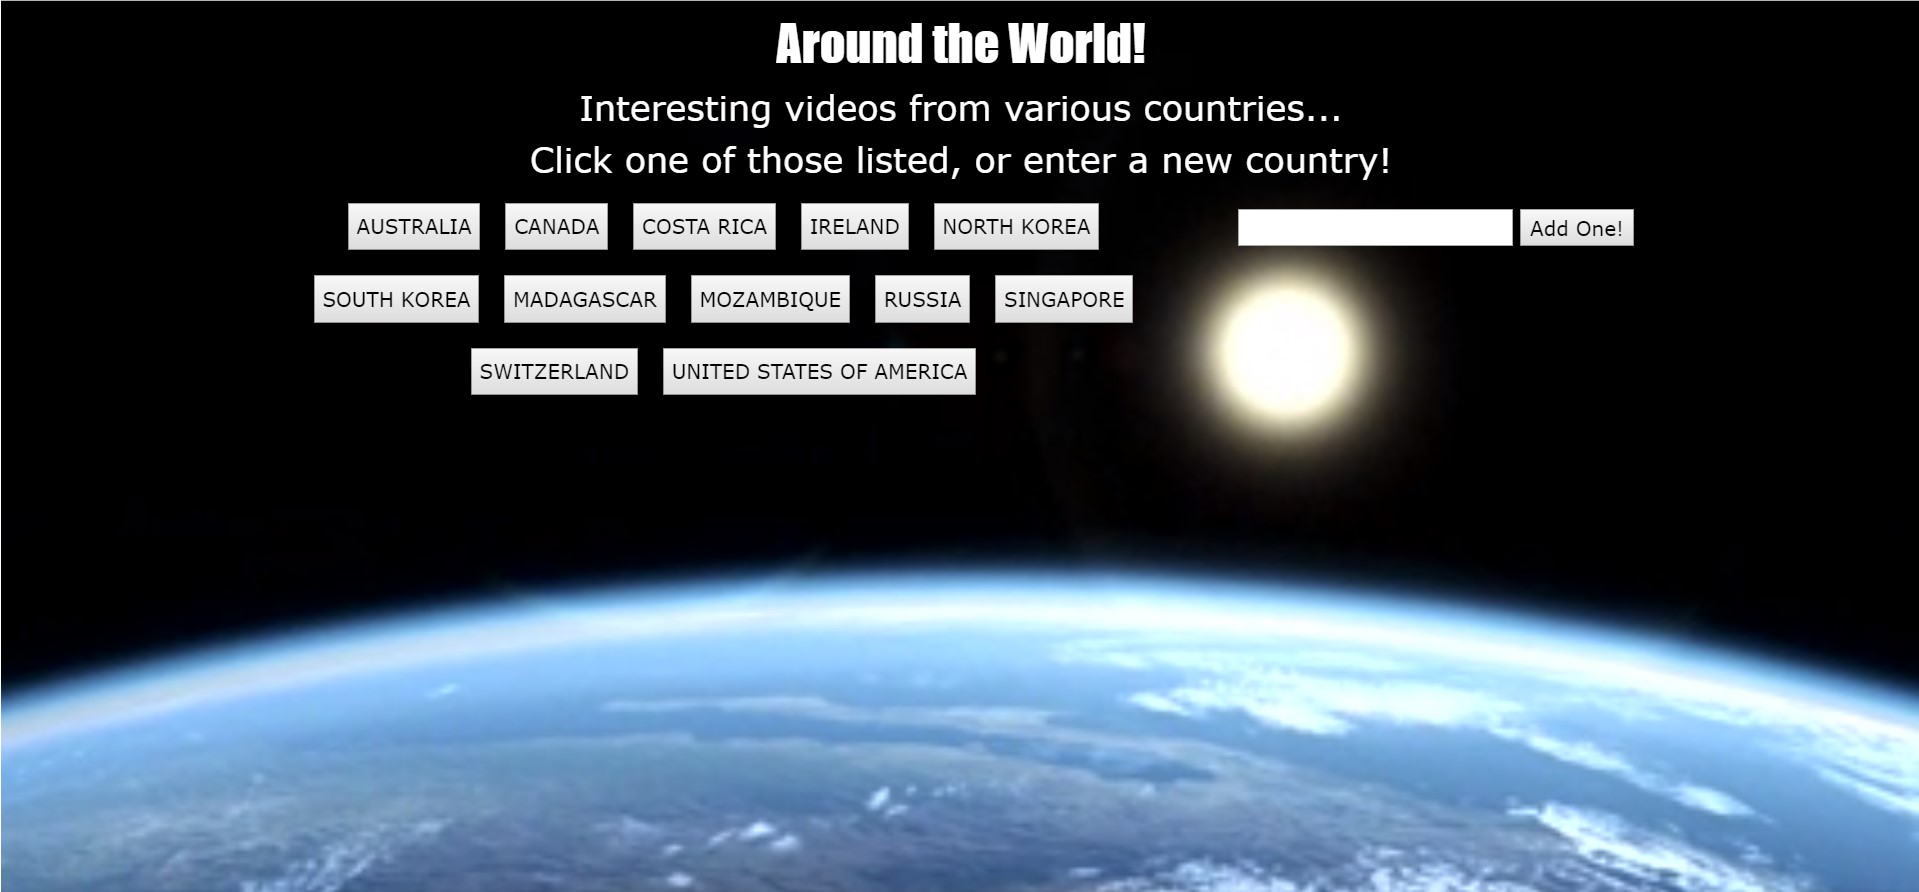 Around the World!
Interesting videos from various countries...
Click one of those listed, or enter a new country!
AUSTRALIA CANADA COSTA RICA IRELAND NORTH KOREA Add One!
SOUTH KOREA MADAGASCAR MOZAMBIQUE RUSSIA SINGAPORE
SWITZERLAND UNITED STATES OF AMERICA